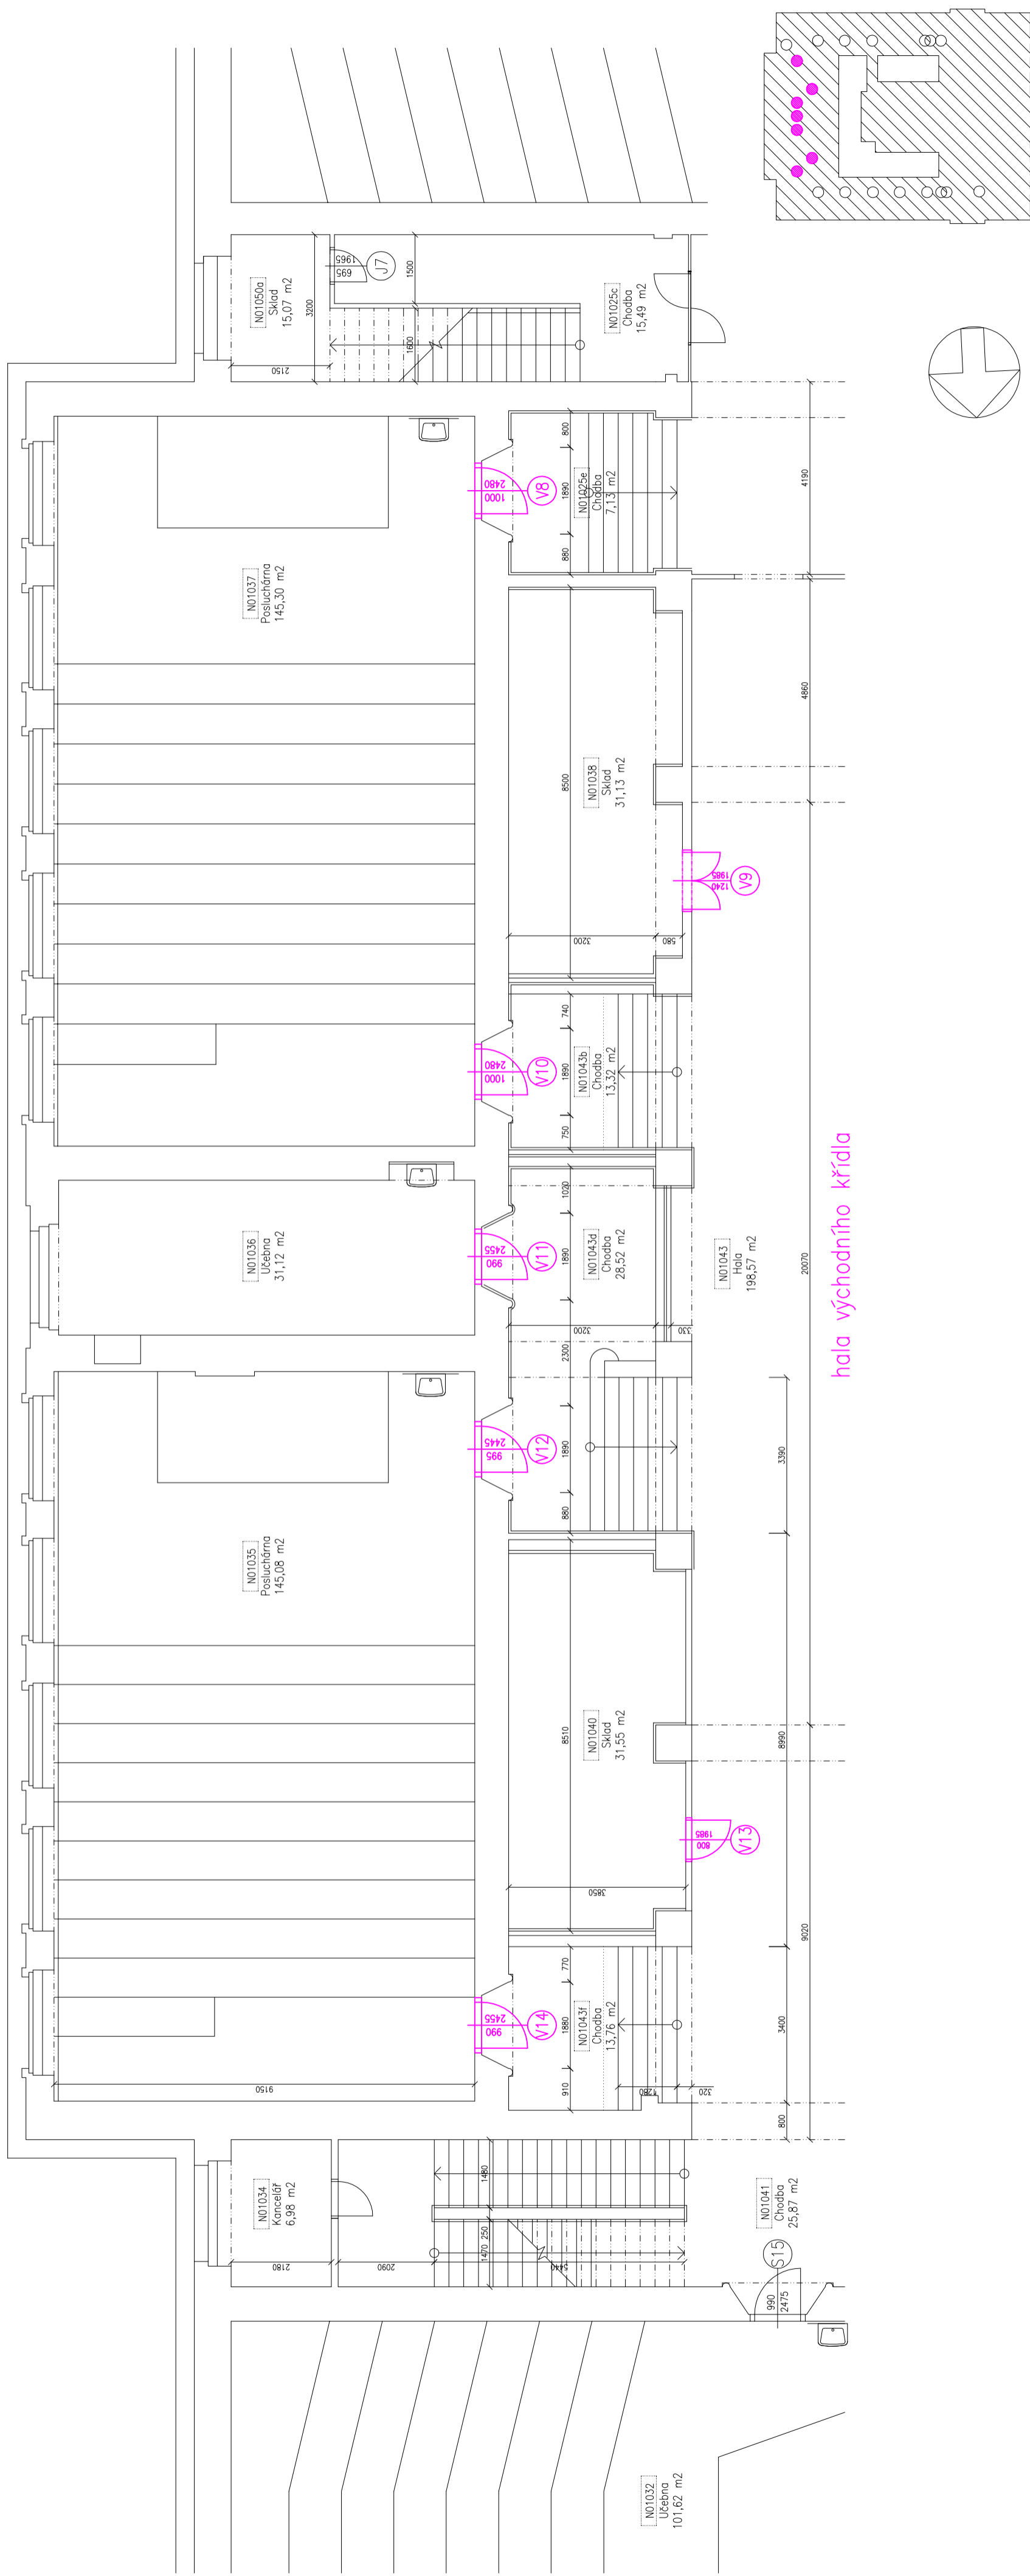 N01050a
Sklad
15,07 m2
3200
2150
695
1965
J7
1500
1600
N01025c
Chodba
15,49 m2
N01037
Posluchárna
145,30 m2
1000
2480
V8
800
1890
880
N01025e
Chodba
7,13 m2
4190
8500
N01038
Sklad
31,13 m2
4860
1240
1985
V9
3200
580
1000
2480
V10
740
1890
750
N01043b
Chodba
13,32 m2
N01036
Učebna
31,12 m2
990
2455
V11
1020
1890
2300
N01043d
Chodba
28,52 m2
3200
330
N01043
Hala
198,57 m2
20070
hala východního křídla
N01035
Posluchárna
145,08 m2
995
2445
V12
1890
880
3390
8510
N01040
Sklad
31,55 m2
8990
800
1985
V13
3850
9020
990
2455
V14
770
1880
910
N01043f
Chodba
13,76 m2
1280
320
3400
800
9150
N01034
Kancelář
6,98 m2
2180
2090
1480
250
1470
5440
N01041
Chodba
25,87 m2
S15
990
2475
N01032
Učebna
101,62 m2